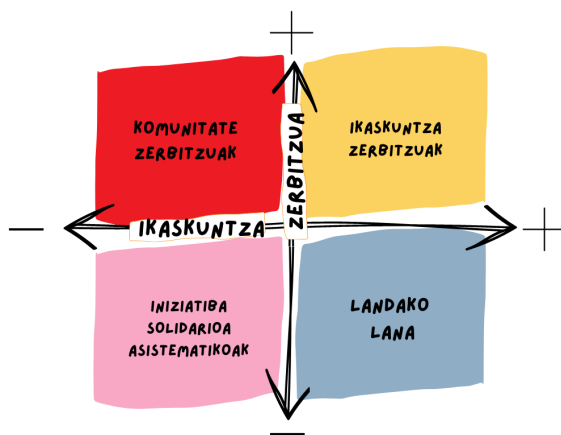 +
KOMUNITATE
ZERBITZUAK
ZERBITZUA
IKASKUNTZA
ZERBITZUAK
–
IKASKUNTZA
+
INIZIATIBA
SOLIDARIOA
ASISTEMATIKOAK
LANDAKO
LANA
–